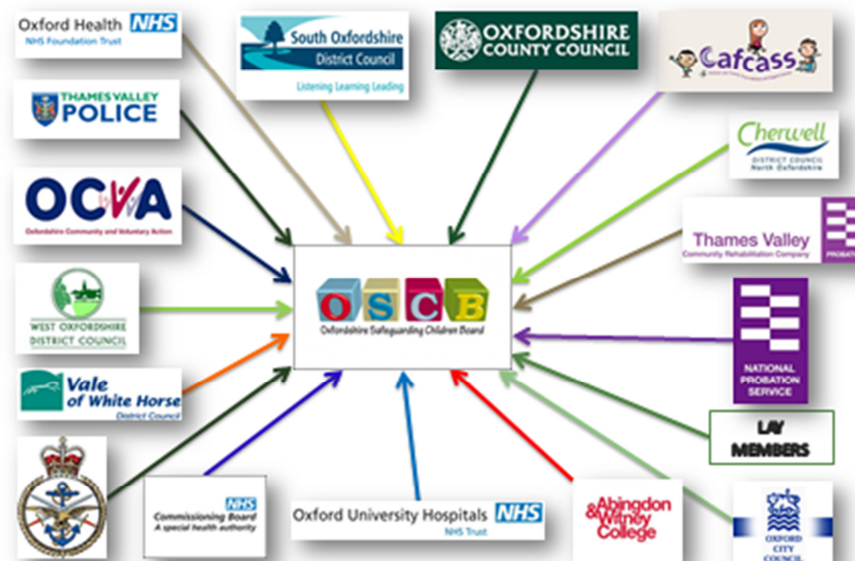 Oxford Health NHS
NHS Foundation Trust
South Oxfordshire
District Council
Listening Learning Leading
OXFORDSHIRE
COUNTY COUNCIL
Cafcass
THAMES VALLEY
POLICE
Cherwell
DISTRICT COUNCIL
North Oxfordshire
OCVA
Oxfordshire Community and Voluntary Action
Thames Valley
Community Rehabilitation Company
OSCB
Oxfordshire Safeguarding Children Board
WEST OXFORDSHIRE
DISTRICT COUNCIL
NATIONAL
PROBATION
SERVICE
Vale
of White Horse
District Council
LAY
MEMBERS
NHS
Commissioning Board
A special health authority
Oxford University Hospitals NHS
NHS Trust
Abingdon
&Witney
College
OXFORD
CITY
COUNCIL